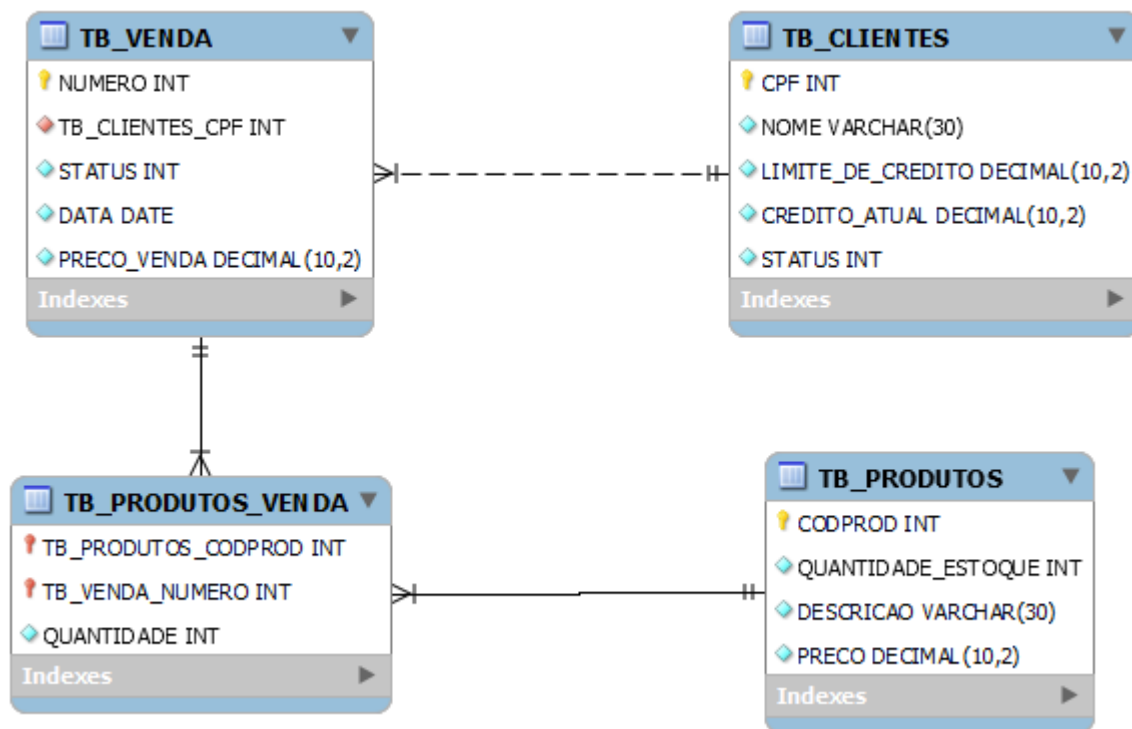 TB_VENDA
NUMERO INT
TB_CLIENTES_CPF INT
STATUS INT
DATA DATE
PRECO_VENDA DECIMAL(10,2)
Indexes
TB_CLIENTES
CPF INT
NOME VARCHAR(30)
LIMITE_DE_CREDITO DECIMAL(10,2)
CREDITO_ATUAL DECIMAL(10,2)
STATUS INT
Indexes
TB_PRODUTOS_VENDA
TB_PRODUTOS_CODPROD INT
TB_VENDA_NUMERO INT
QUANTIDADE INT
Indexes
TB_PRODUTOS
CODPROD INT
QUANTIDADE_ESTOQUE INT
DESCRICAO VARCHAR(30)
PRECO DECIMAL(10,2)
Indexes